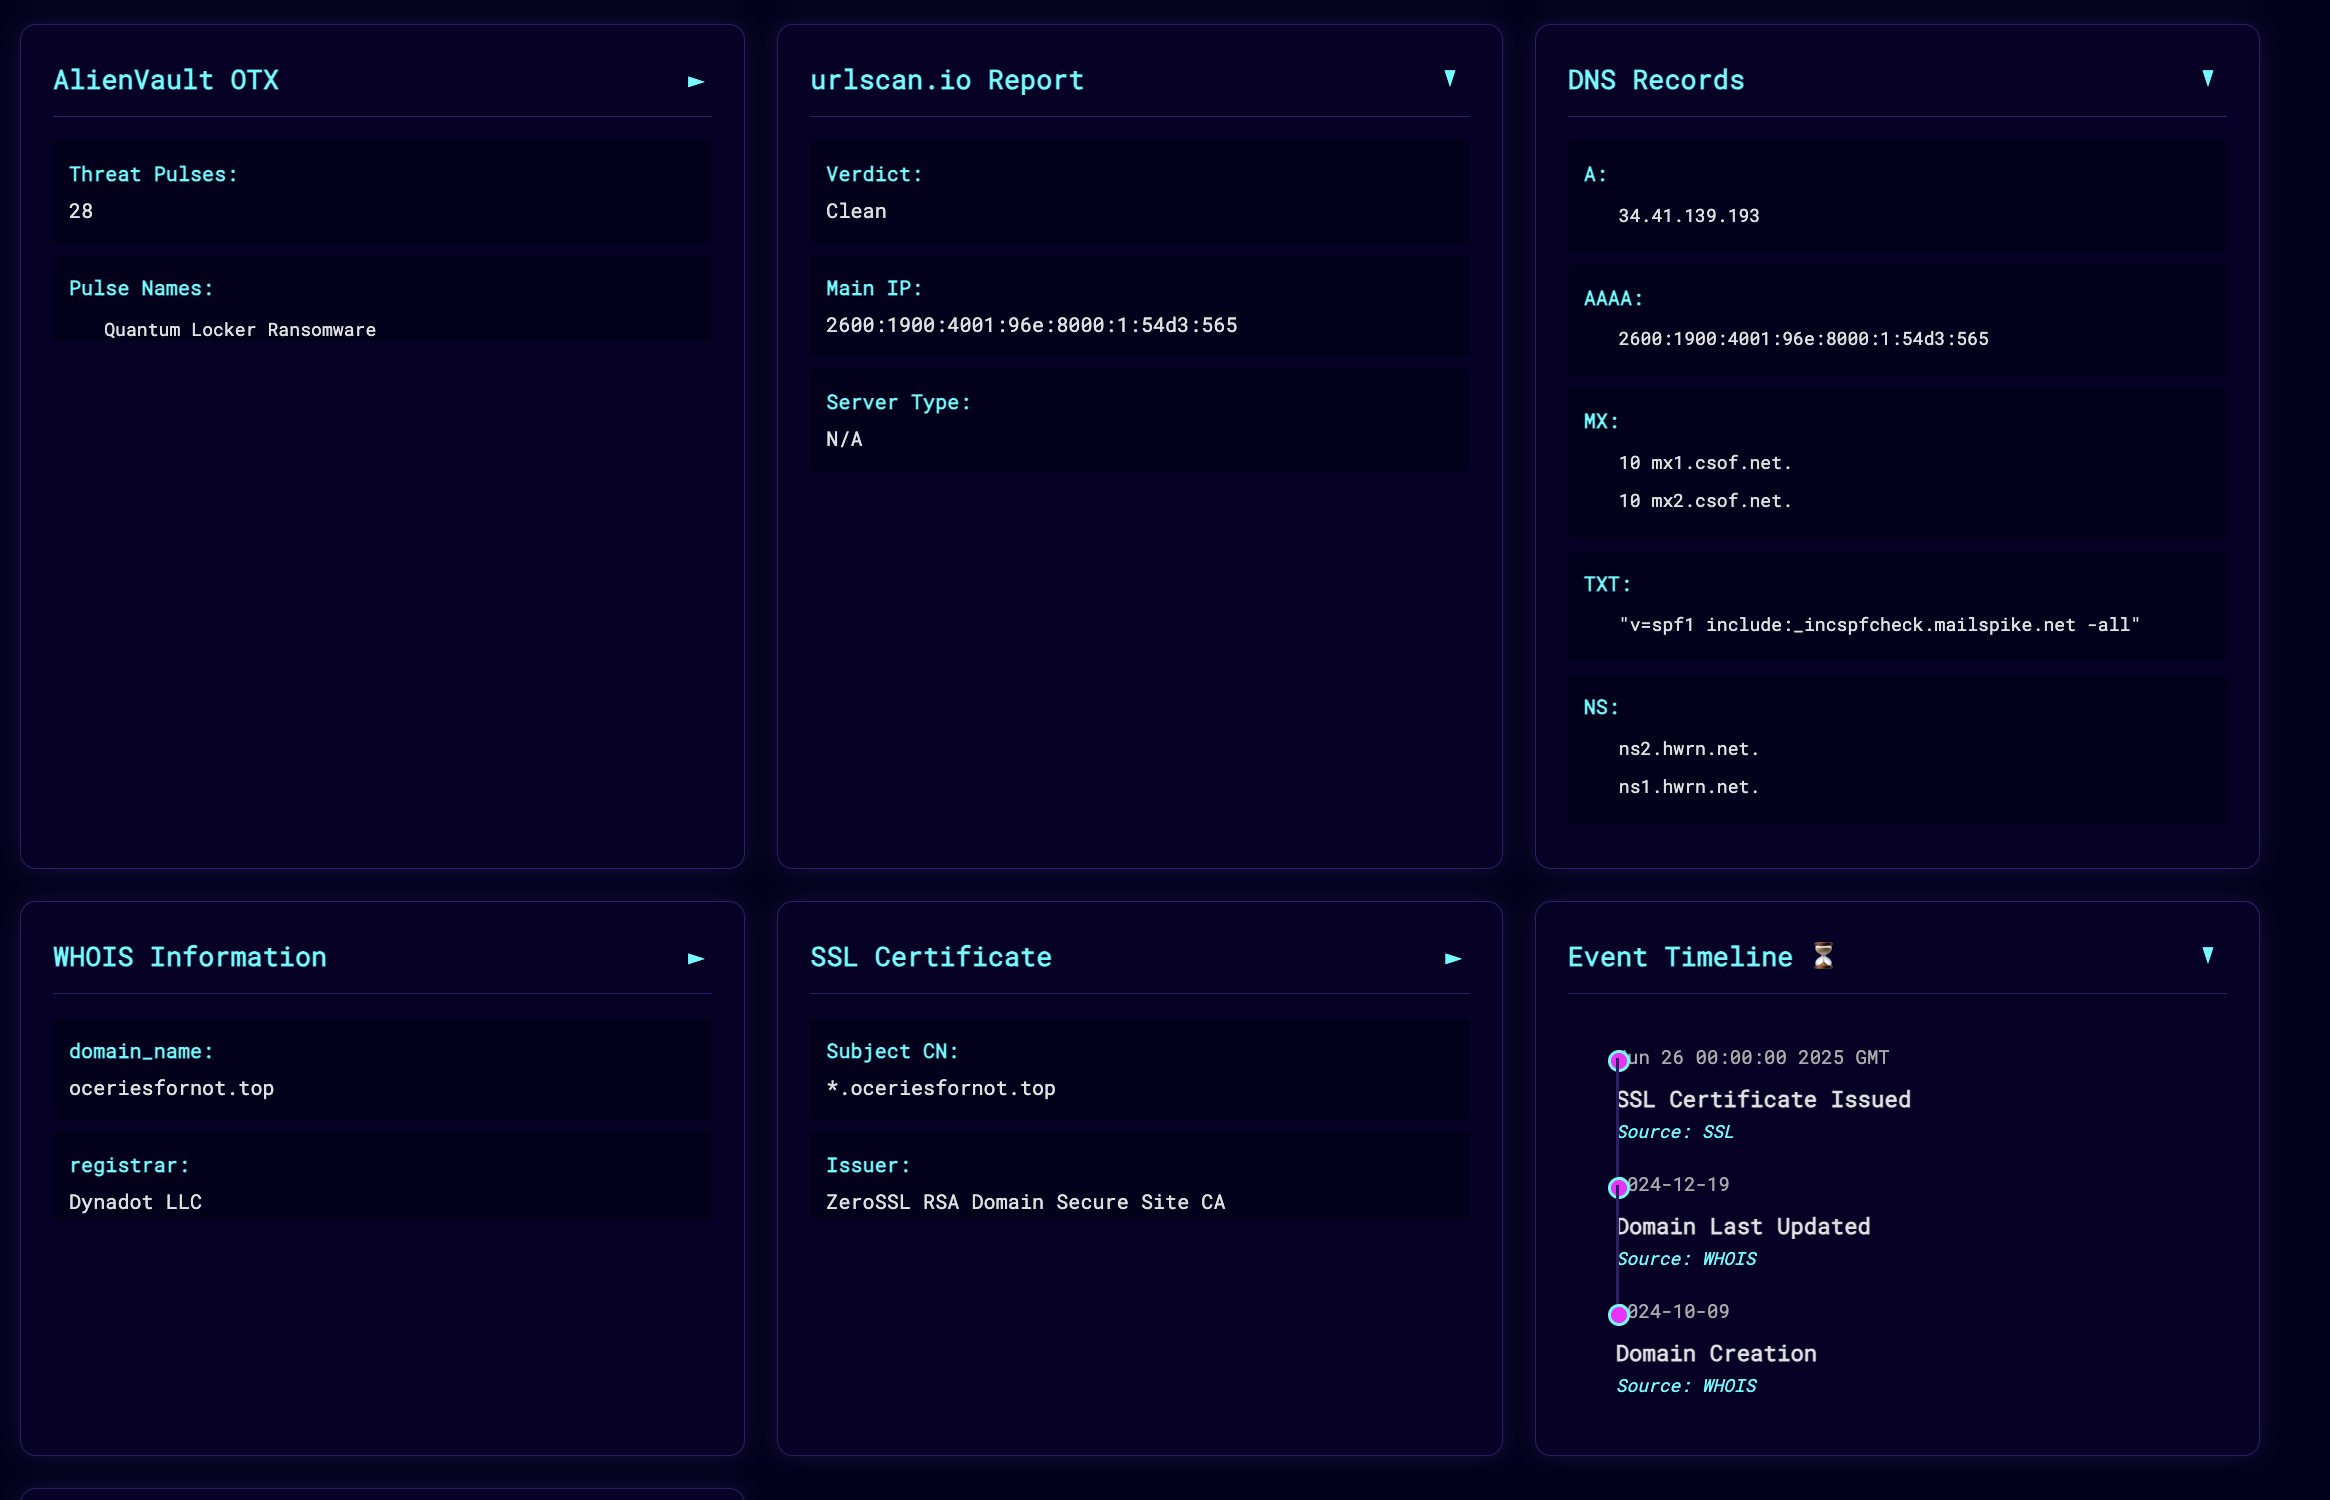 AlienVault OTX
Threat Pulses:
28
Pulse Names:
Quantum Locker Ransomware
urlscan.io Report
Verdict:
Clean
Main IP:
2600:1900:4001:96e:8000:1:54d3:565
Server Type:
N/A
DNS Records
A:
34.41.139.193
AAAA:
2600:1900:4001:96e:8000:1:54d3:565
MX:
10 mx1.csof.net.
10 mx2.csof.net.
TXT:
"v=spf1 include:_incspfcheck.mailspike.net -all"
NS:
ns2.hwrn.net.
ns1.hwrn.net.
WHOIS Information
domain_name:
oceriesfornot.top
registrar:
Dynadot LLC
SSL Certificate
Subject CN:
*.oceriesfornot.top
Issuer:
ZeroSSL RSA Domain Secure Site CA
Event Timeline ⏳
26 00:00:00 2025 GMT
SSL Certificate Issued
Source: SSL
024-12-19
Domain Last Updated
Source: WHOIS
024-10-09
Domain Creation
Source: WHOIS